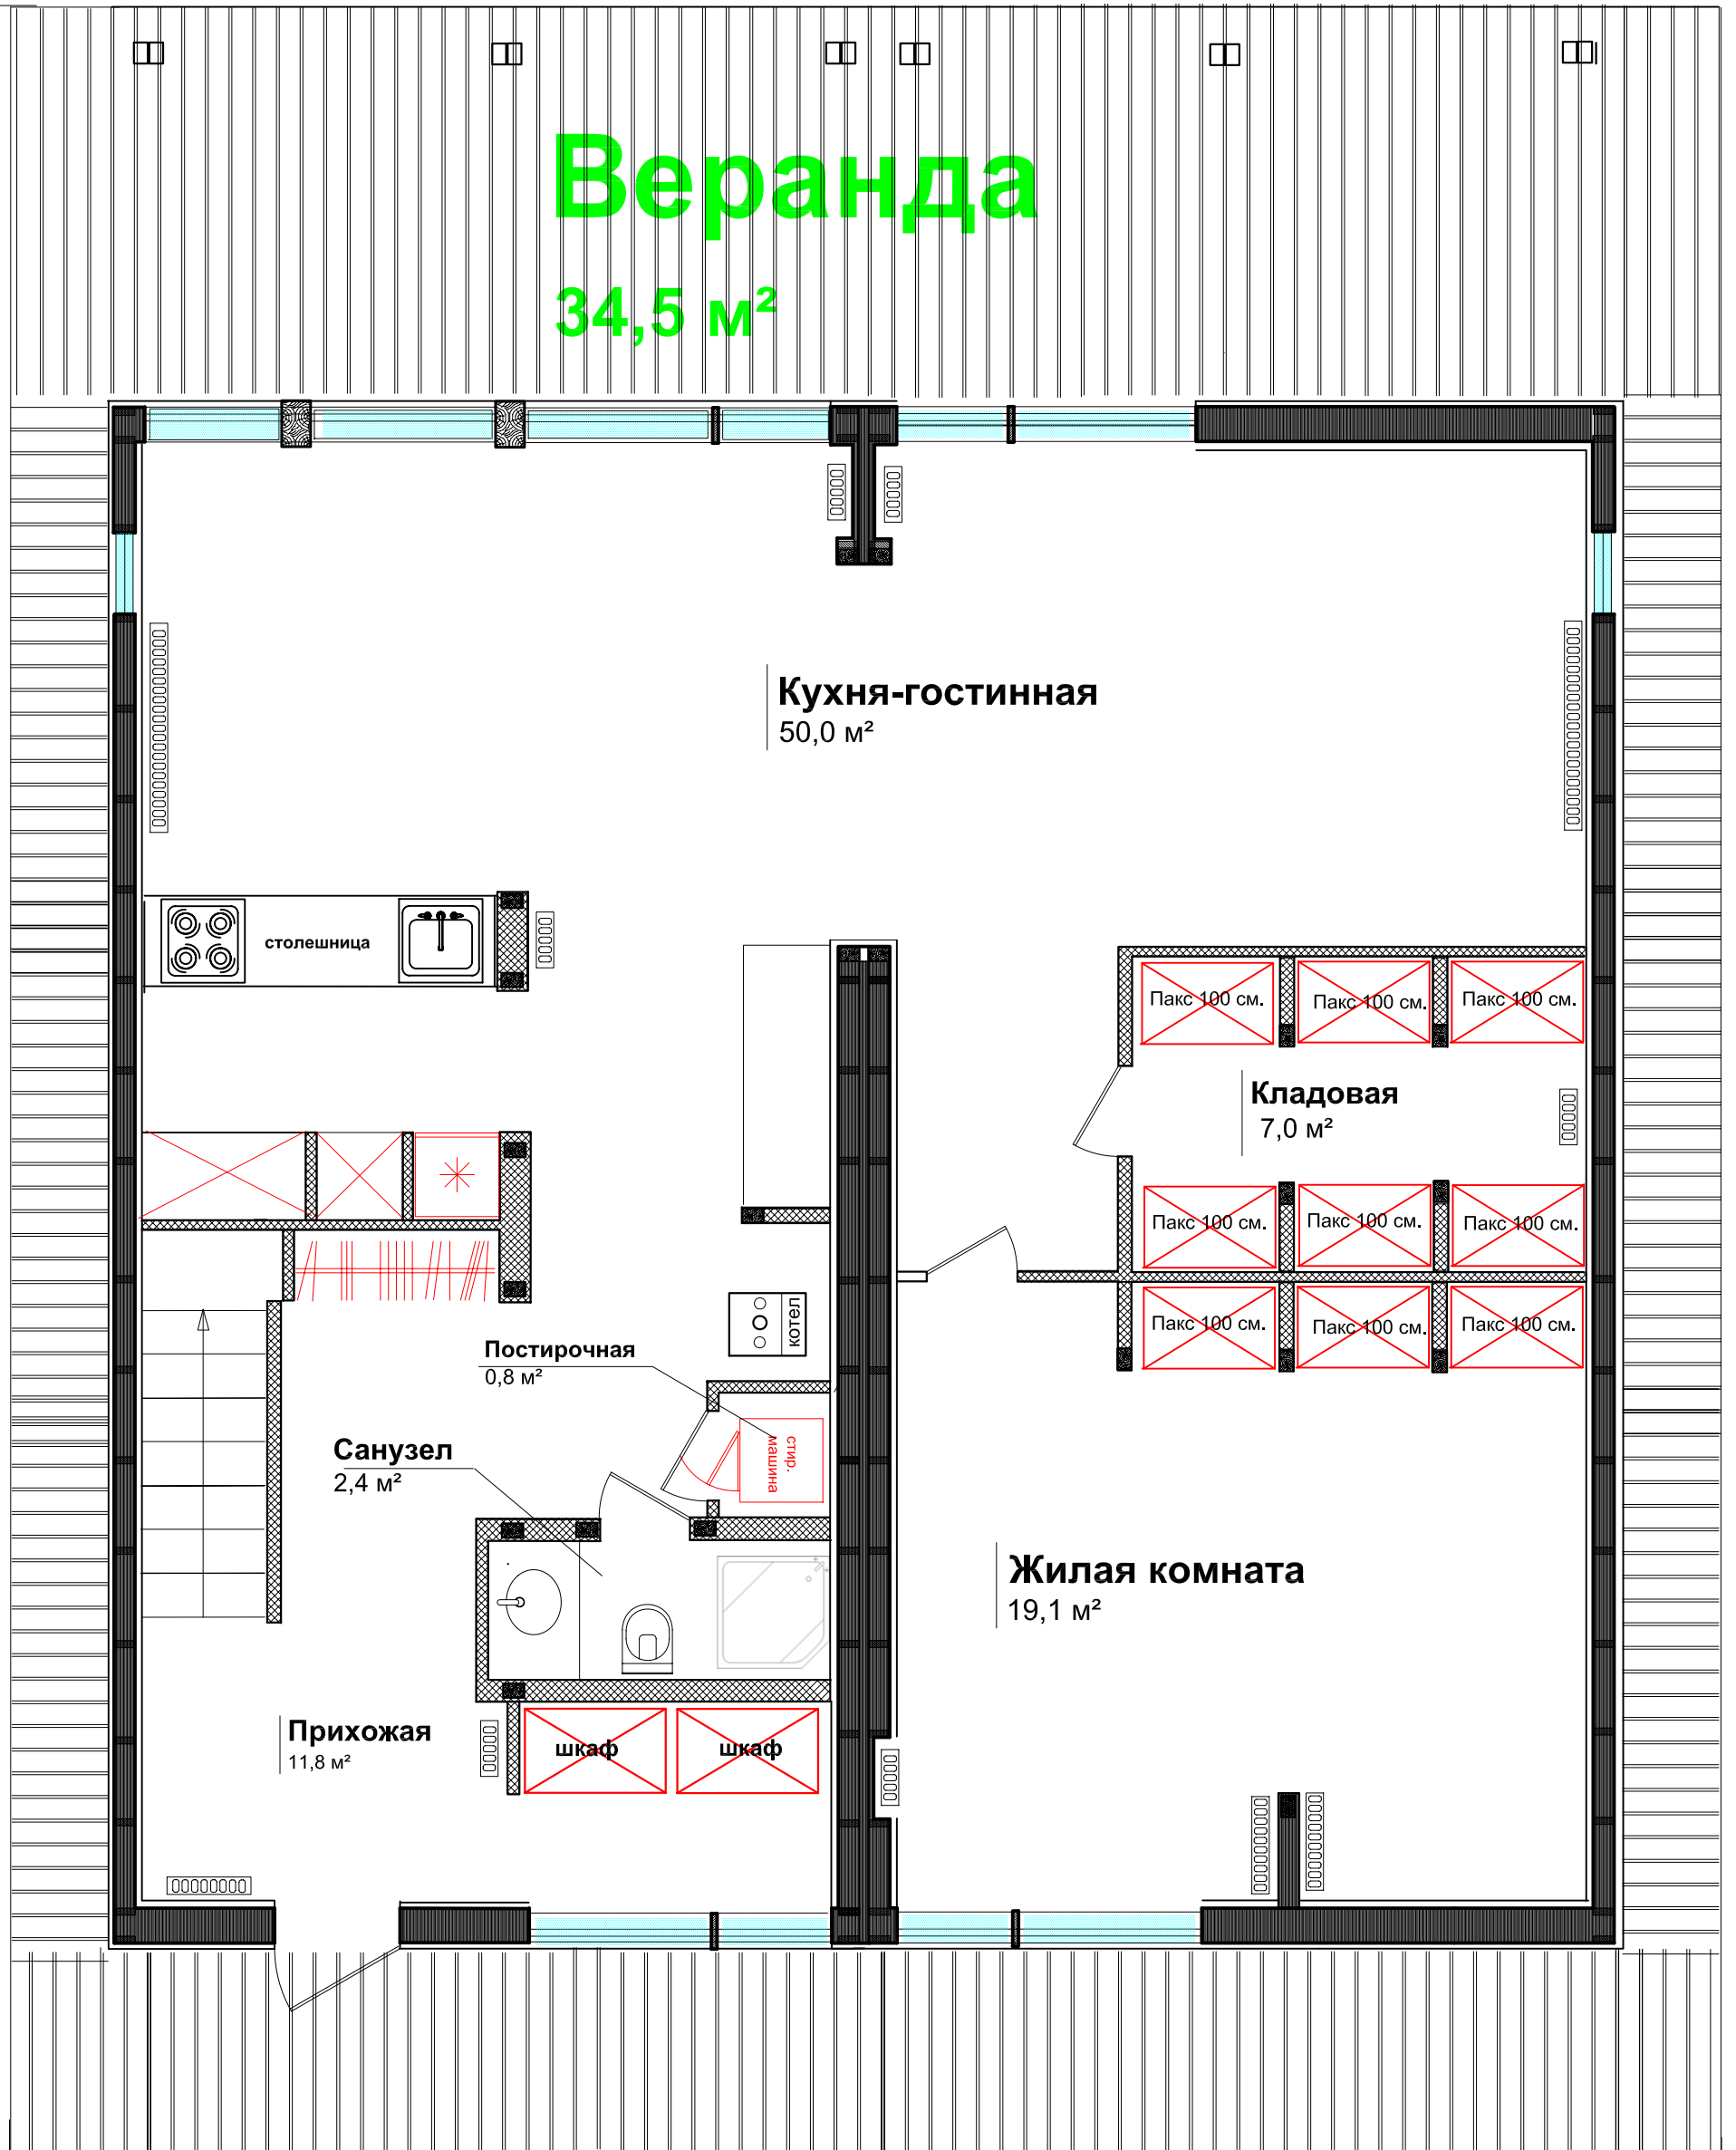 Веранда
34,5 м²
Кухня-гостинная
50,0 м²
столешница
Пакс 100 см.
Пакс 100 см.
Пакс 100 см.
Кладовая
7,0 м²
Пакс 100 см.
Пакс 100 см.
Пакс 100 см.
котел
Пакс 100 см.
Пакс 100 см.
Пакс 100 см.
Постирочная
0,8 м²
стир.
машина
Санузел
2,4 м²
Жилая комната
19,1 м²
Прихожая
11,8 м²
шкаф
шкаф